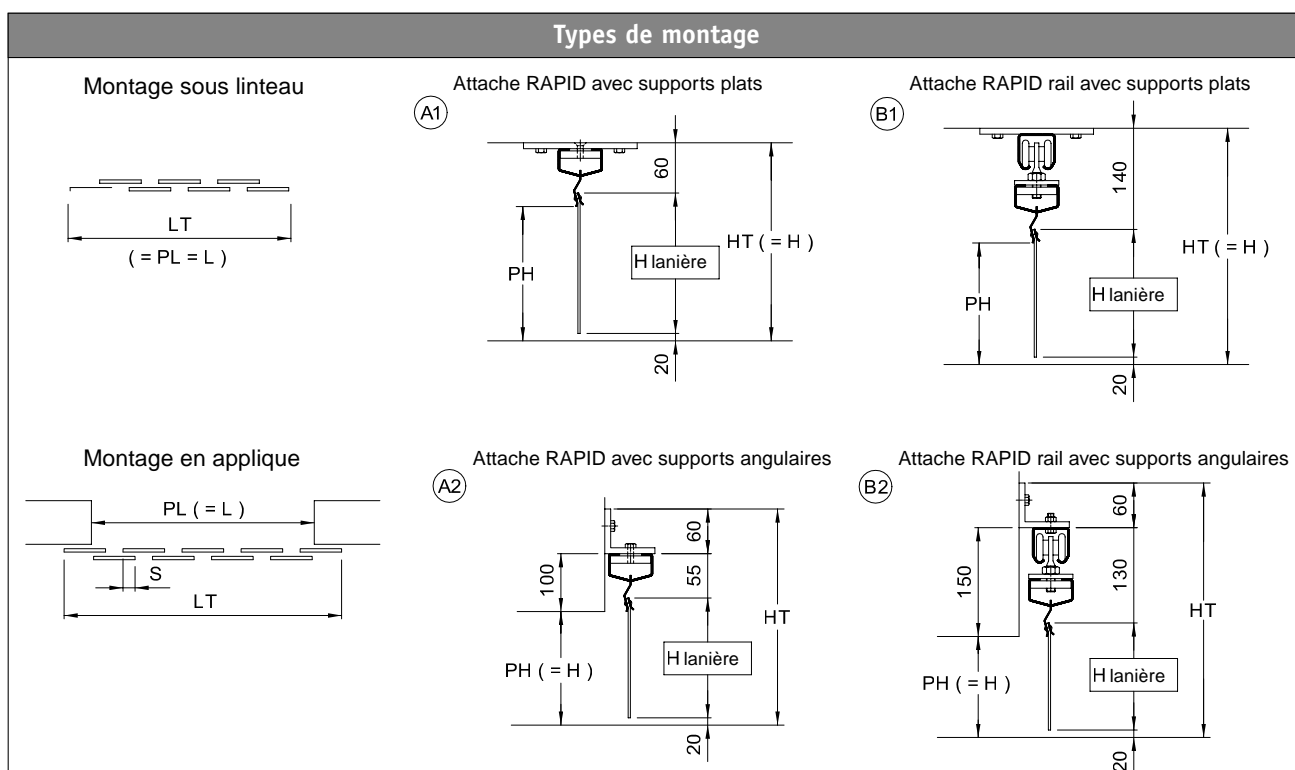 Types de montage
Montage sous linteau
Attache RAPID avec supports plats
Attache RAPID rail avec supports plats
A1
B1
60
140
LT
( = PL = L )
HT ( = H )
HT ( = H )
PH
H lanière
PH
H lanière
20
20
Montage en applique
Attache RAPID avec supports angulaires
Attache RAPID rail avec supports angulaires
A2
B2
PL ( = L )
60
60
S
LT
100
55
150
130
HT
HT
PH ( = H )
H lanière
PH ( = H )
H lanière
20
20